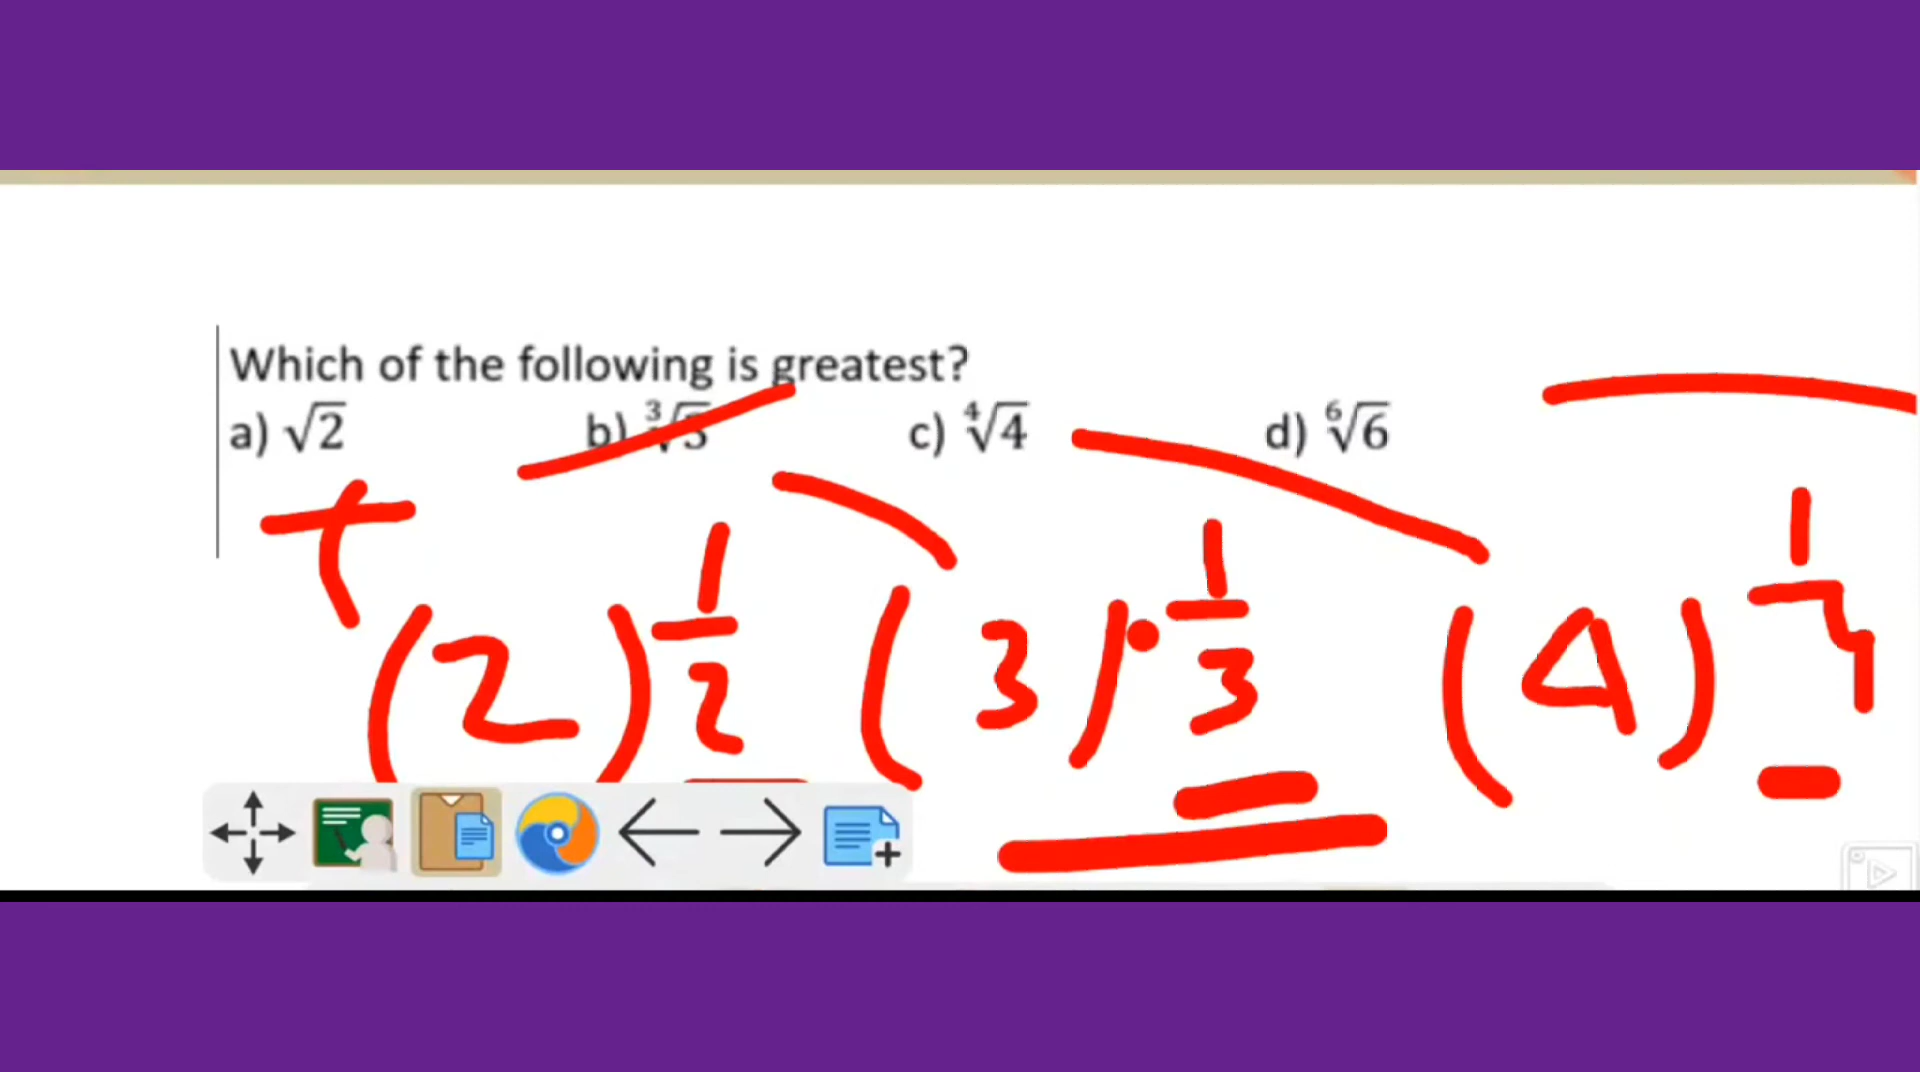 Which of the following is greatest?
a) √2 b) ∛3 c) ∜4 d) ⁶√6
(2)^1/2 (3)^1/3 (4)^1/4